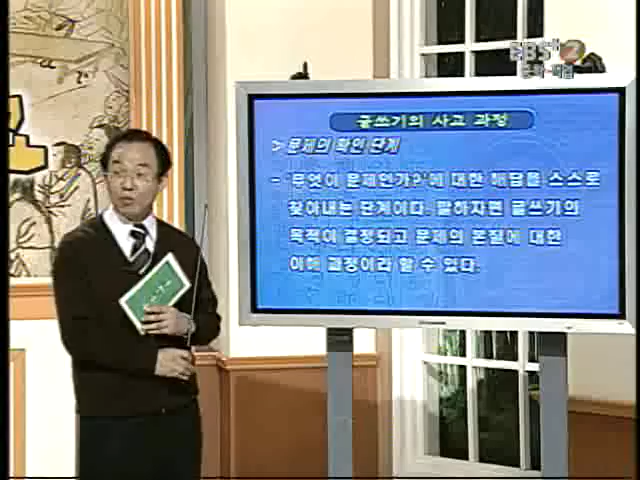 EBS+2
글쓰기의 사고 과정
> 문제의 확인 단계
- '무엇이 문제인가?'에 대한 해답을 스스로
찾아내는 단계이다. 말하자면 글쓰기의
목적이 결정되고 문제의 본질에 대한
이해 과정이라 할 수 있다.